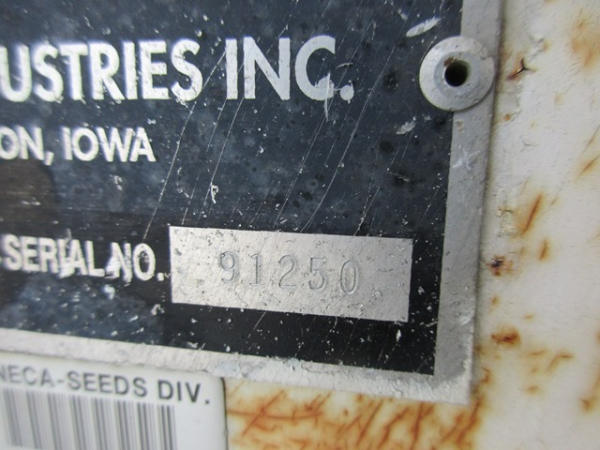 USTRIES INC.
ON, IOWA
SERIAL NO. 91250
NECA-SEEDS DIV.